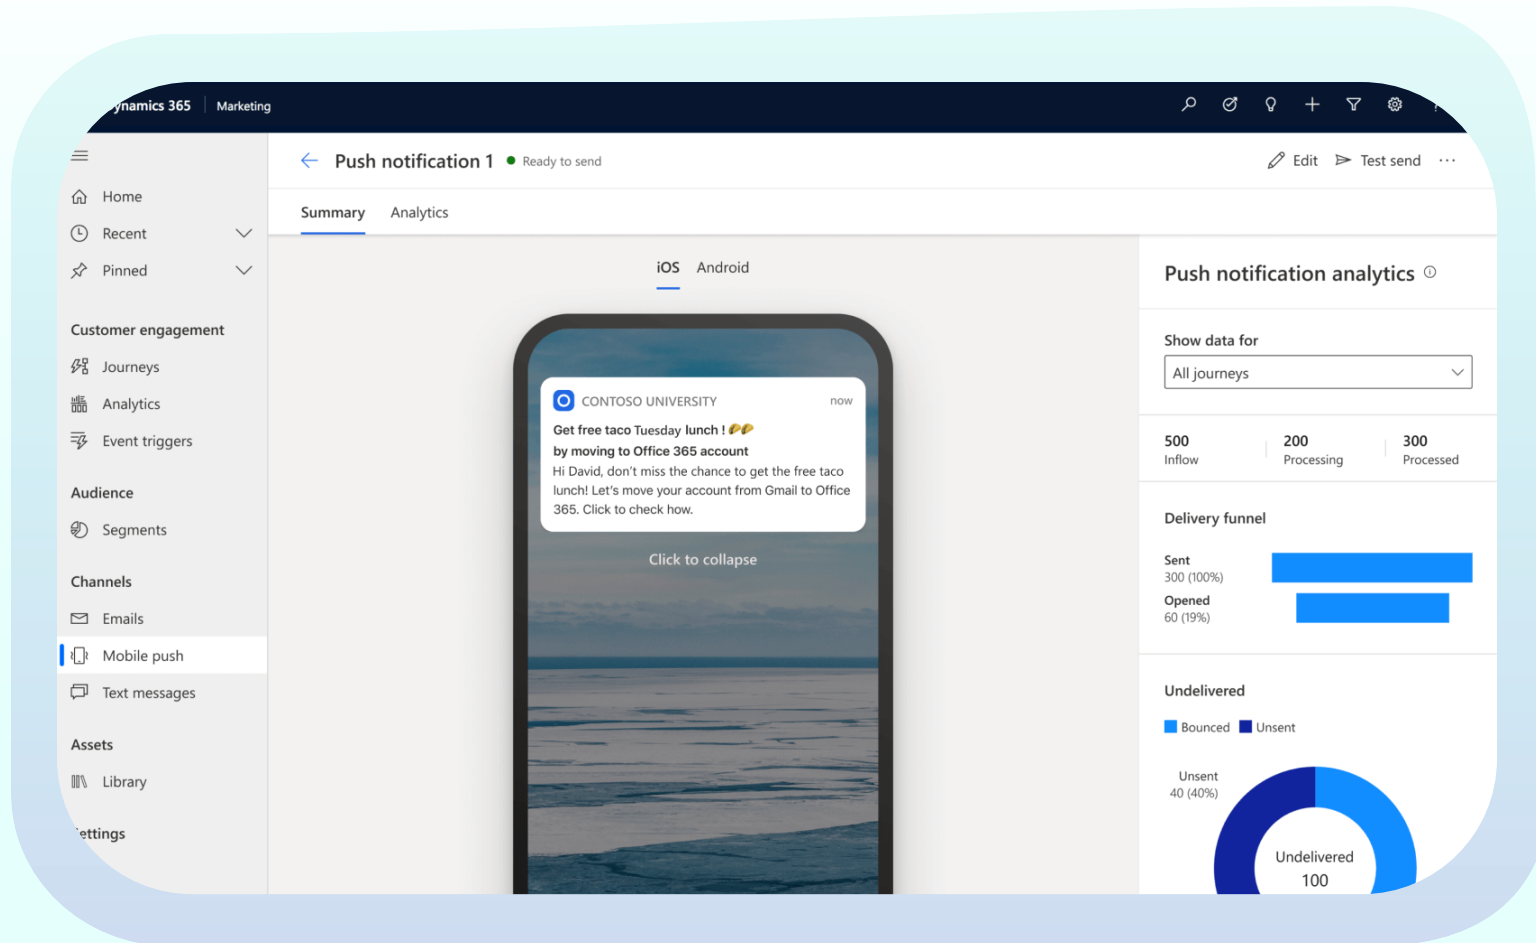 ynamics 365 Marketing
Push notification 1 Ready to send Edit Test send
Summary Analytics
Home
Recent
Pinned
Customer engagement
Journeys
Analytics
Event triggers
Audience
Segments
Channels
Emails
Mobile push
Text messages
Assets
Library
ettings
iOS Android
CONTOSO UNIVERSITY now
Get free taco Tuesday lunch ! 🌮🌮
by moving to Office 365 account
Hi David, don't miss the chance to get the free taco
lunch! Let's move your account from Gmail to Office
365. Click to check how.
Click to collapse
Push notification analytics
Show data for
All journeys
500 200 300
Inflow Processing Processed
Delivery funnel
Sent
300 (100%)
Opened
60 (19%)
Undelivered
Bounced Unsent
Unsent
40 (40%)
Undelivered
100